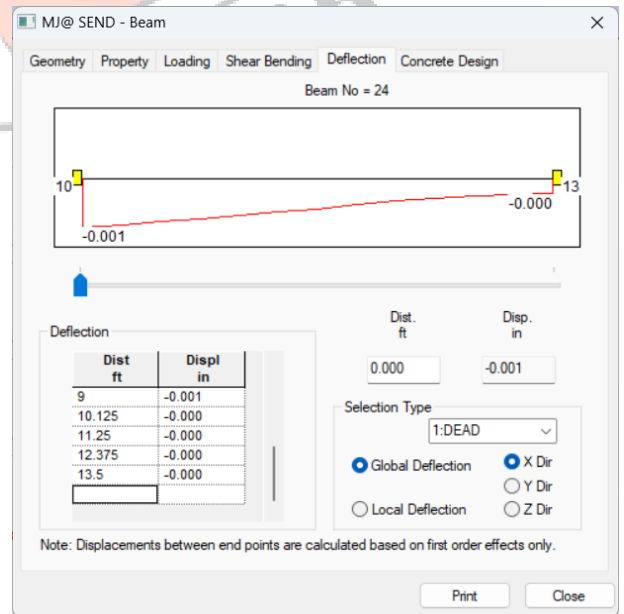 MJ@ SEND - Beam
Geometry Property Loading Shear Bending Deflection Concrete Design
Beam No = 24
10
13
-0.000
-0.001
Dist. Disp.
ft in
0.000 -0.001
Deflection
Dist Displ
ft in
9 -0.001
10.125 -0.000
11.25 -0.000
12.375 -0.000
13.5 -0.000
Selection Type
1:DEAD
Global Deflection X Dir
Y Dir
Local Deflection Z Dir
Note: Displacements between end points are calculated based on first order effects only.
Print Close